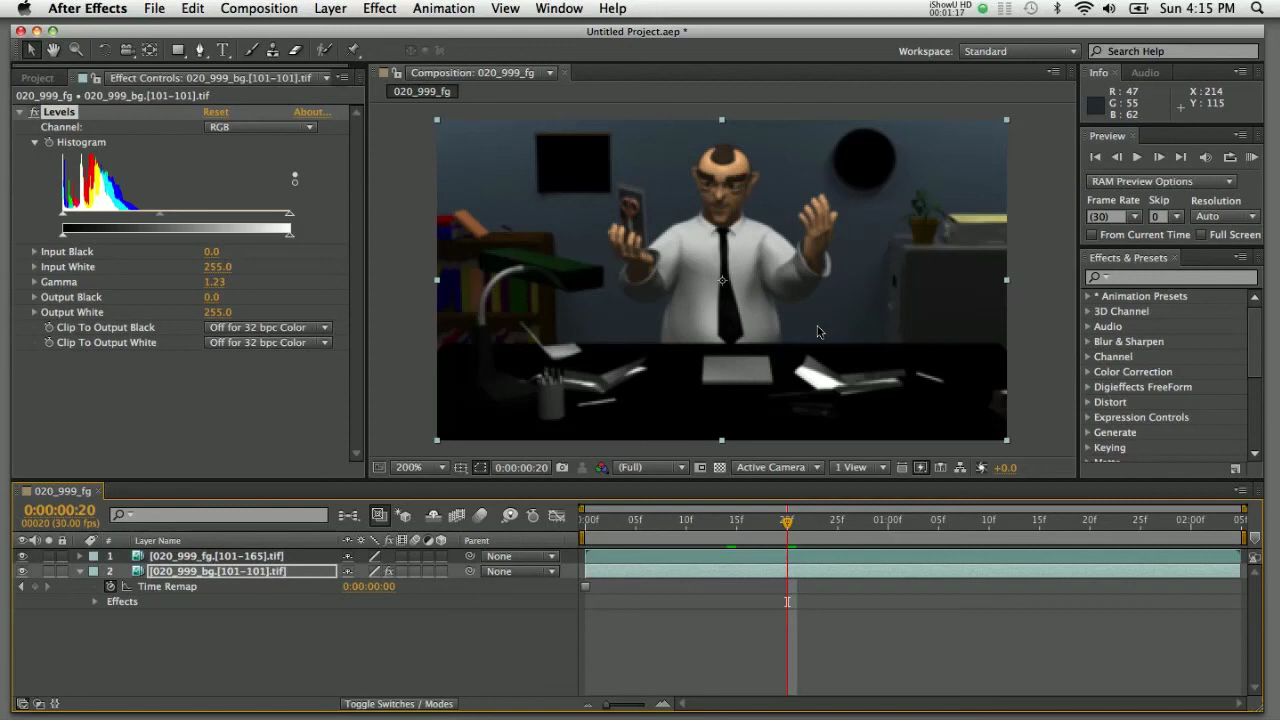 After Effects File Edit Composition Layer Effect Animation View Window Help iShowU HD 00:01:17 Sun 4:15 PM
Untitled Project.aep *
Workspace: Standard Search Help
Project Effect Controls: 020_999_bg.[101-101].tif Composition: 020_999_fg Info Audio
020_999_fg • 020_999_bg.[101-101].tif 020_999_fg
R : 47 X : 214
G : 55 Y : 115
B : 62
fx Levels Reset About...
Channel: RGB
Histogram
Preview
RAM Preview Options
Frame Rate Skip Resolution
(30) 0 Auto
From Current Time Full Screen
Input Black 0.0
Input White 255.0
Gamma 1.23
Output Black 0.0
Output White 255.0
Clip To Output Black Off for 32 bpc Color
Clip To Output White Off for 32 bpc Color
Effects & Presets
* Animation Presets
3D Channel
Audio
Blur & Sharpen
Channel
Color Correction
Digieffects FreeForm
Distort
Expression Controls
Generate
Keying
200% 0:00:00:20 (Full) Active Camera 1 View +0.0
020_999_fg
0:00:00:20
00020 (30.00 fps)
:00f 05f 10f 15f 20f 25f 01:00f 05f 10f 15f 20f 25f 02:00f 05f
# Layer Name Parent
1 [020_999_fg.[101-165].tif] None
2 [020_999_bg.[101-101].tif] fx None
Time Remap 0:00:00:00
Effects
Toggle Switches / Modes